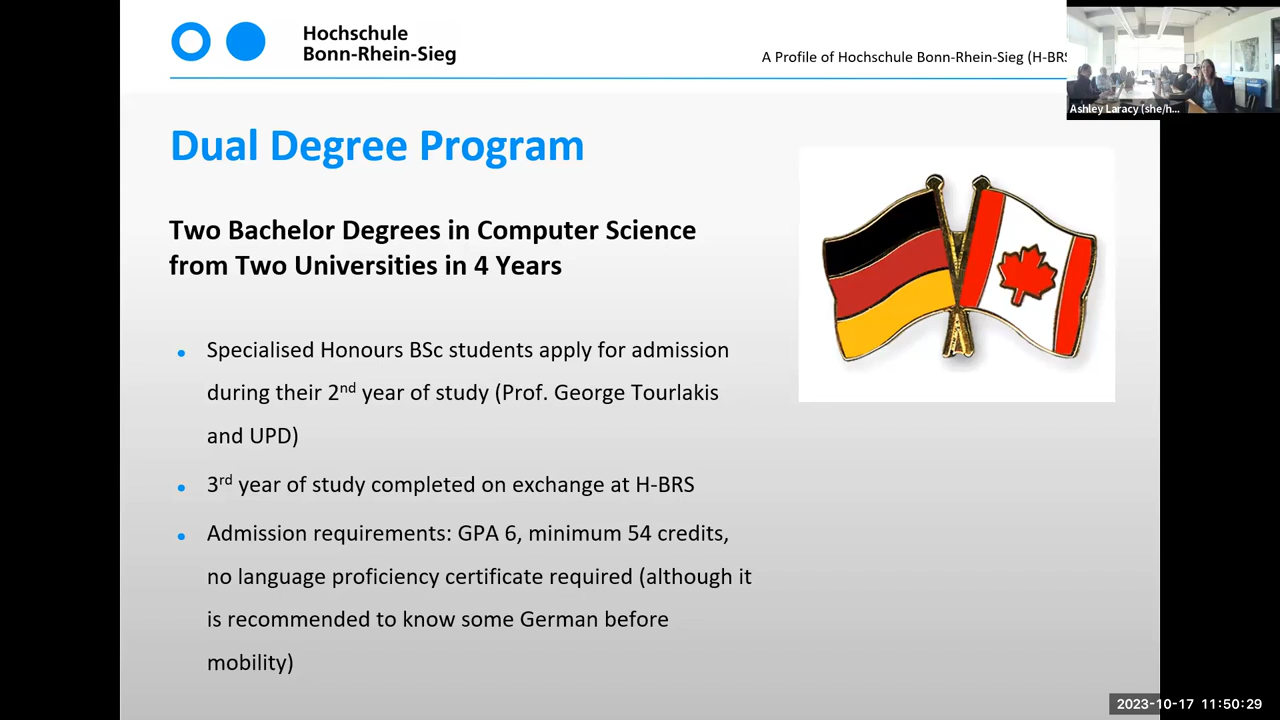 Hochschule
Bonn-Rhein-Sieg
A Profile of Hochschule Bonn-Rhein-Sieg (H-BRS
Ashley Laracy (she/h...
Dual Degree Program
Two Bachelor Degrees in Computer Science
from Two Universities in 4 Years
Specialised Honours BSc students apply for admission
during their 2nd year of study (Prof. George Tourlakis
and UPD)
3rd year of study completed on exchange at H-BRS
Admission requirements: GPA 6, minimum 54 credits,
no language proficiency certificate required (although it
is recommended to know some German before
mobility)
2023-10-17 11:50:29